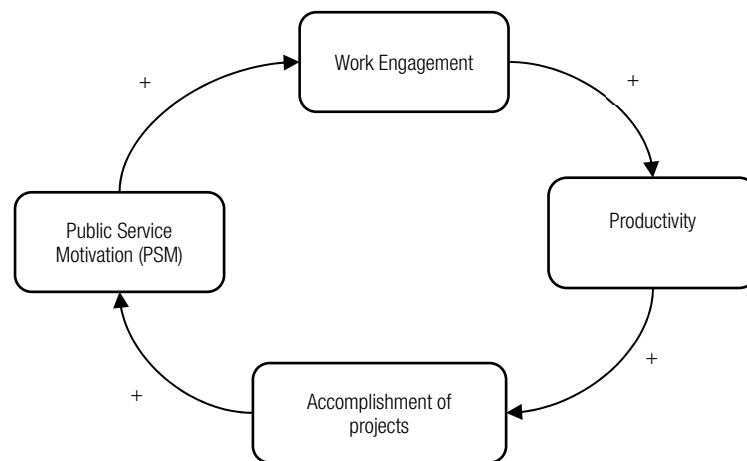 Work Engagement
+
+
Public Service
Motivation (PSM)
Productivity
+
+
Accomplishment of
projects